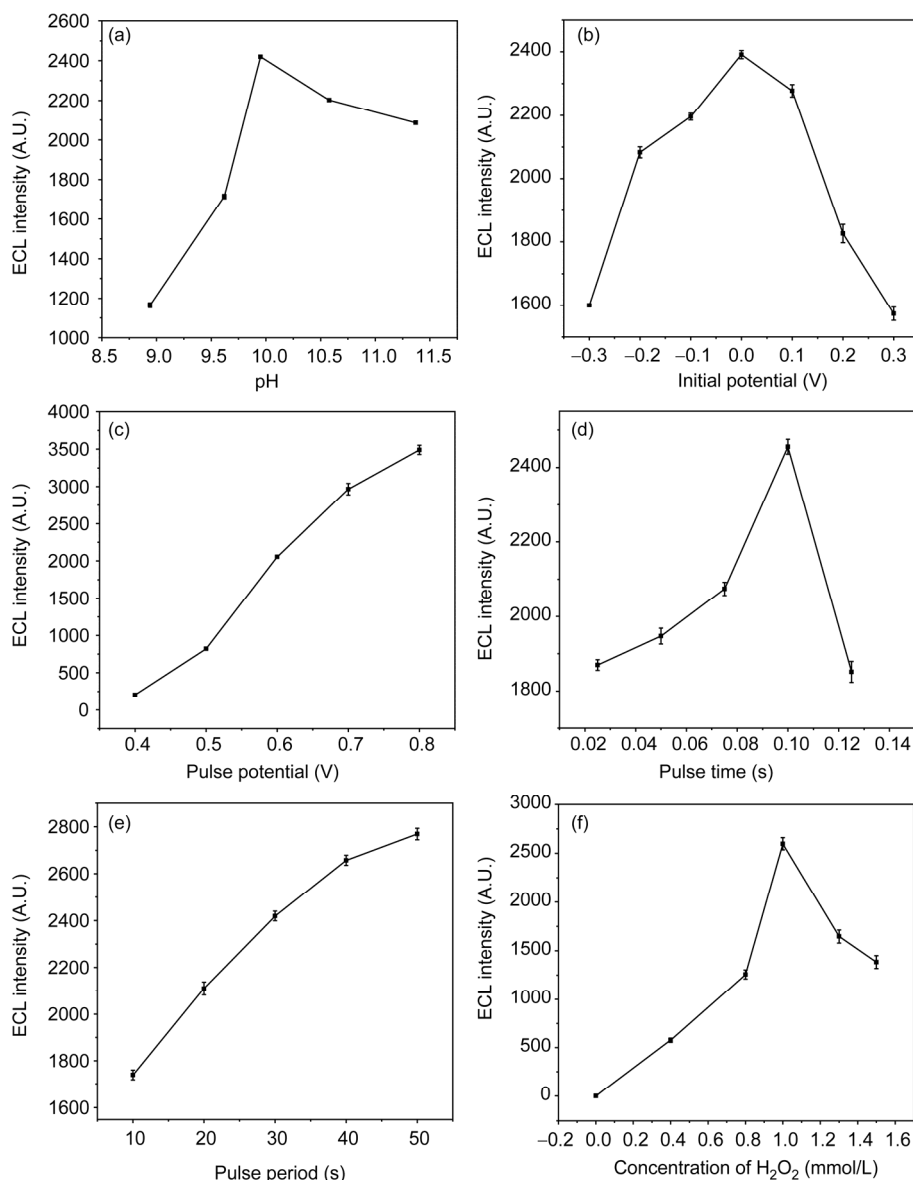 (a)
2600
2400
2200
2000
1800
1600
1400
1200
1000
ECL intensity (A.U.)
8.5 9.0 9.5 10.0 10.5 11.0 11.5
pH
(b)
2400
2200
2000
1800
1600
ECL intensity (A.U.)
−0.3 −0.2 −0.1 0.0 0.1 0.2 0.3
Initial potential (V)
(c)
4000
3500
3000
2500
2000
1500
1000
500
0
ECL intensity (A.U.)
0.4 0.5 0.6 0.7 0.8
Pulse potential (V)
(d)
2400
2200
2000
1800
ECL intensity (A.U.)
0.02 0.04 0.06 0.08 0.10 0.12 0.14
Pulse time (s)
(e)
2800
2600
2400
2200
2000
1800
1600
ECL intensity (A.U.)
10 20 30 40 50
Pulse period (s)
(f)
3000
2500
2000
1500
1000
500
0
ECL intensity (A.U.)
−0.2 0.0 0.2 0.4 0.6 0.8 1.0 1.2 1.4 1.6
Concentration of H₂O₂ (mmol/L)